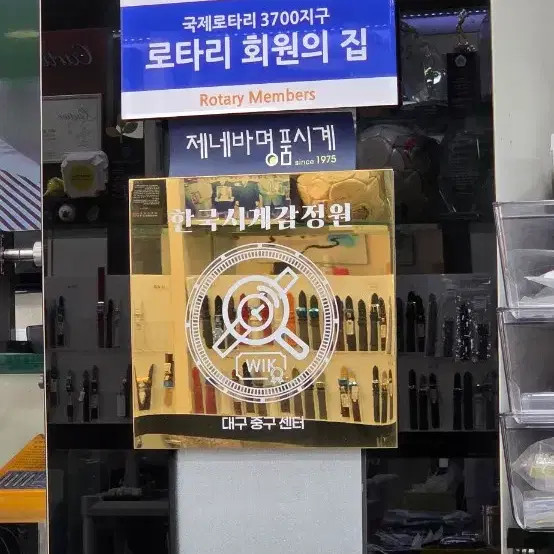 국제로타리 3700지구
로타리 회원의 집
Rotary Members
제네바명품시계
since 1975
한국시계감정원
WIK
대구 중구 센터